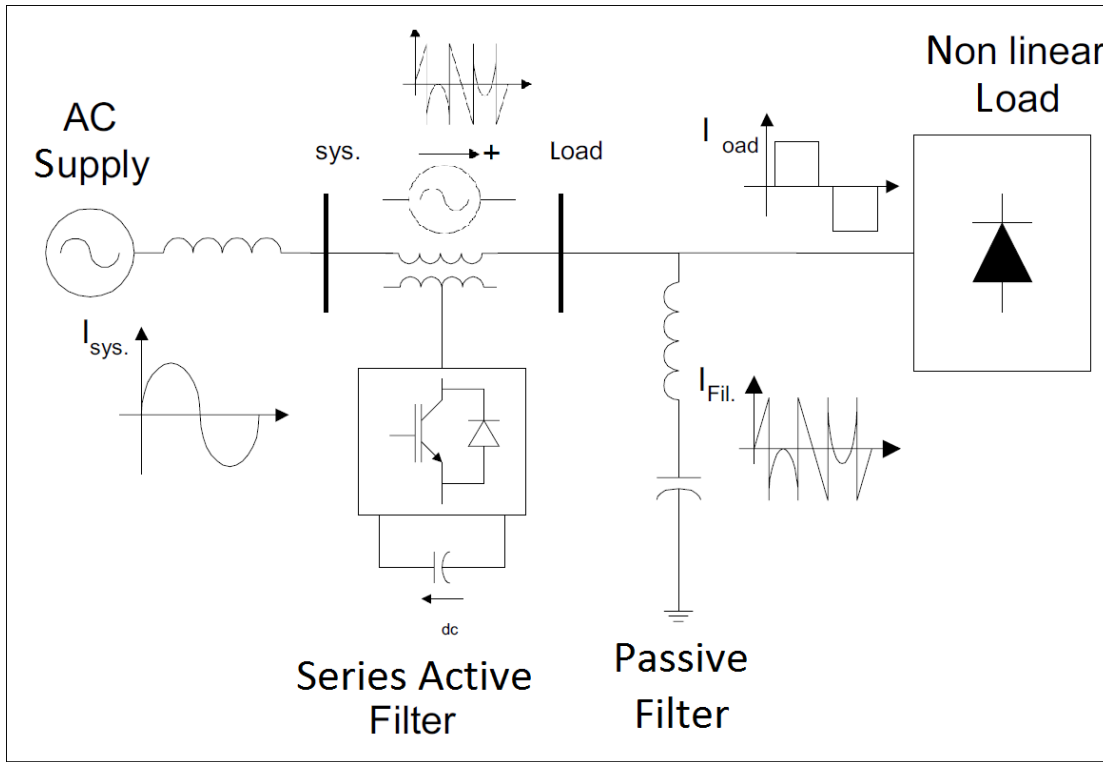 Non linear
Load
AC
Supply
sys.
+
Load
I oad
I sys.
I Fil.
dc
Series Active
Filter
Passive
Filter